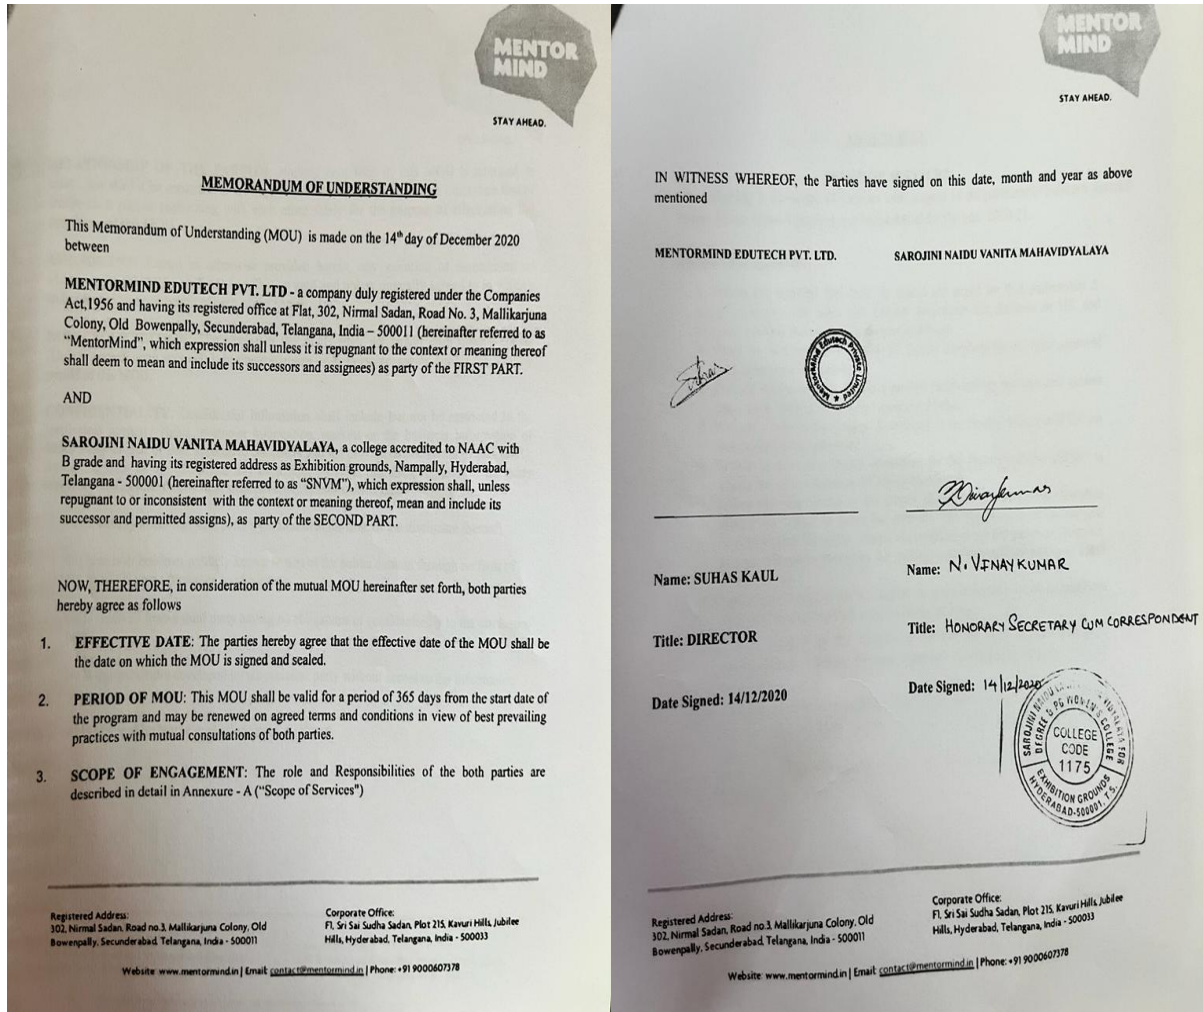 MENTOR
MIND
STAY AHEAD.
MEMORANDUM OF UNDERSTANDING
This Memorandum of Understanding (MOU) is made on the 14th day of December 2020
between
MENTORMIND EDUTECH PVT. LTD - a company duly registered under the Companies
Act,1956 and having its registered office at Flat, 302, Nirmal Sadan, Road No. 3, Mallikarjuna
Colony, Old Bowenpally, Secunderabad, Telangana, India – 500011 (hereinafter referred to as
“MentorMind”, which expression shall unless it is repugnant to the context or meaning thereof
shall deem to mean and include its successors and assignees) as party of the FIRST PART.
AND
SAROJINI NAIDU VANITA MAHAVIDYALAYA, a college accredited to NAAC with
B grade and having its registered address as Exhibition grounds, Nampally, Hyderabad,
Telangana - 500001 (hereinafter referred to as “SNVM”), which expression shall, unless
repugnant to or inconsistent with the context or meaning thereof, mean and include its
successor and permitted assigns), as party of the SECOND PART.
NOW, THEREFORE, in consideration of the mutual MOU hereinafter set forth, both parties
hereby agree as follows
1. EFFECTIVE DATE: The parties hereby agree that the effective date of the MOU shall be
the date on which the MOU is signed and sealed.
2. PERIOD OF MOU: This MOU shall be valid for a period of 365 days from the start date of
the program and may be renewed on agreed terms and conditions in view of best prevailing
practices with mutual consultations of both parties.
3. SCOPE OF ENGAGEMENT: The role and Responsibilities of the both parties are
described in detail in Annexure - A (“Scope of Services”)
Registered Address:
302, Nirmal Sadan, Road no.3, Mallikarjuna Colony, Old
Bowenpally, Secunderabad, Telangana, India - 500011
Corporate Office:
F1, Sri Sai Sudha Sadan, Plot 215, Kavuri Hills, Jubilee
Hills, Hyderabad, Telangana, India - 500033
Website: www.mentormind.in | Email: contact@mentormind.in | Phone: +91 9000607378
MENTOR
MIND
STAY AHEAD.
IN WITNESS WHEREOF, the Parties have signed on this date, month and year as above
mentioned
MENTORMIND EDUTECH PVT. LTD.
SAROJINI NAIDU VANITA MAHAVIDYALAYA
MentorMind Edutech Private Limited
Name: SUHAS KAUL
Title: DIRECTOR
Date Signed: 14/12/2020
Name: N. VINAY KUMAR
Title: HONORARY SECRETARY CUM CORRESPONDENT
Date Signed: 14/12/2020
SAROJINI NAIDU VIDYALAYA FOR
DEGREE & PG WOMEN'S COLLEGE
COLLEGE
CODE
1175
EXHIBITION GROUNDS
HYDERABAD-500001. T.S.
Registered Address:
302, Nirmal Sadan, Road no.3, Mallikarjuna Colony, Old
Bowenpally, Secunderabad, Telangana, India - 500011
Corporate Office:
F1, Sri Sai Sudha Sadan, Plot 215, Kavuri Hills, Jubilee
Hills, Hyderabad, Telangana, India - 500033
Website: www.mentormind.in | Email: contact@mentormind.in | Phone: +91 9000607378